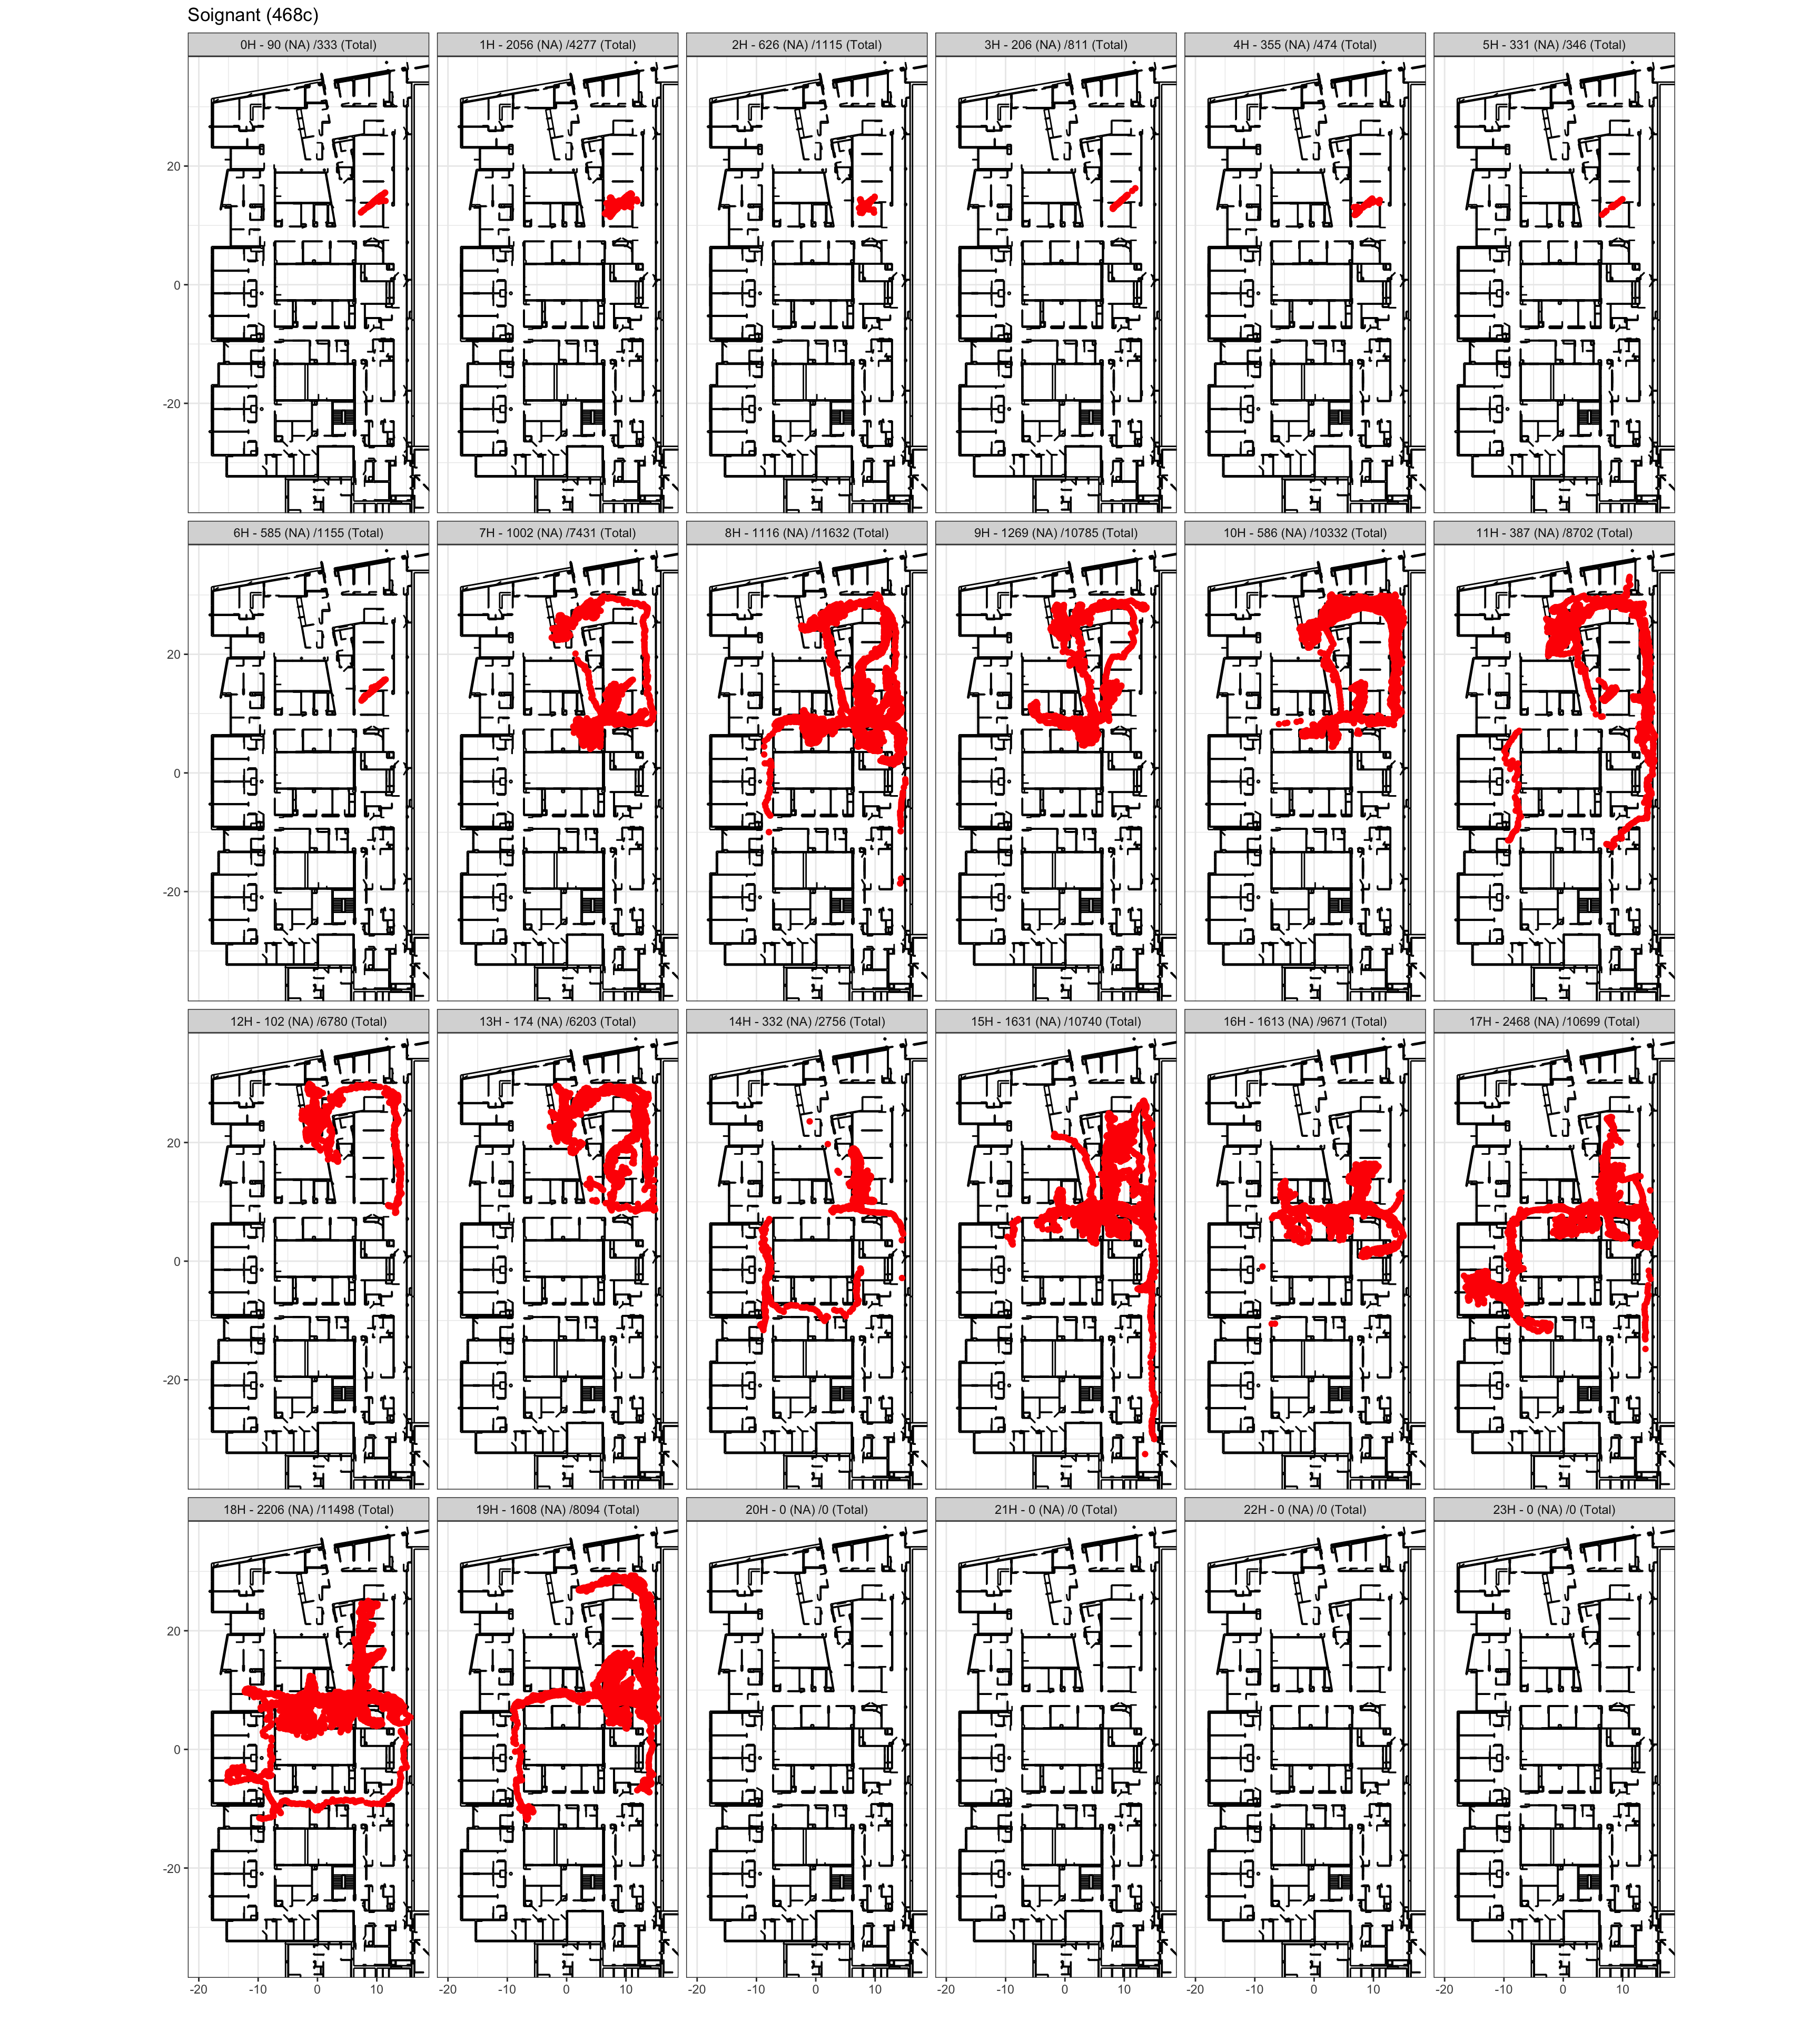 Soignant (468c)
0H - 90 (NA) /333 (Total)
1H - 2056 (NA) /4277 (Total)
2H - 626 (NA) /1115 (Total)
3H - 206 (NA) /811 (Total)
4H - 355 (NA) /474 (Total)
5H - 331 (NA) /346 (Total)
20
0
-20
6H - 585 (NA) /1155 (Total)
7H - 1002 (NA) /7431 (Total)
8H - 1116 (NA) /11632 (Total)
9H - 1269 (NA) /10785 (Total)
10H - 586 (NA) /10332 (Total)
11H - 387 (NA) /8702 (Total)
20
0
-20
12H - 102 (NA) /6780 (Total)
13H - 174 (NA) /6203 (Total)
14H - 332 (NA) /2756 (Total)
15H - 1631 (NA) /10740 (Total)
16H - 1613 (NA) /9671 (Total)
17H - 2468 (NA) /10699 (Total)
20
0
-20
18H - 2206 (NA) /11498 (Total)
19H - 1608 (NA) /8094 (Total)
20H - 0 (NA) /0 (Total)
21H - 0 (NA) /0 (Total)
22H - 0 (NA) /0 (Total)
23H - 0 (NA) /0 (Total)
20
0
-20
-20 -10 0 10
-20 -10 0 10
-20 -10 0 10
-20 -10 0 10
-20 -10 0 10
-20 -10 0 10